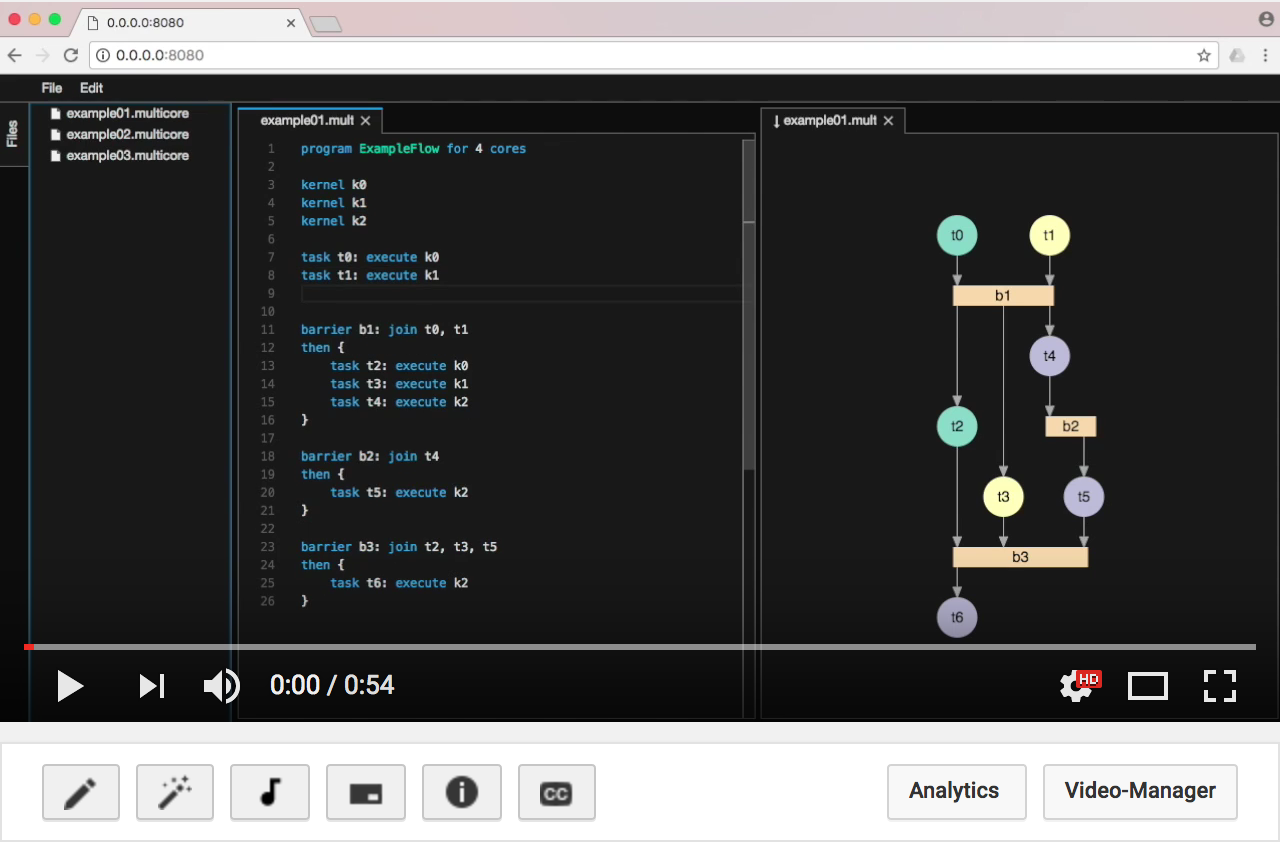 0.0.0.0:8080
0.0.0.0:8080
File Edit
Files
example01.multicore
example02.multicore
example03.multicore
example01.mult
1 program ExampleFlow for 4 cores
2
3 kernel k0
4 kernel k1
5 kernel k2
6
7 task t0: execute k0
8 task t1: execute k1
9
10
11 barrier b1: join t0, t1
12 then {
13 task t2: execute k0
14 task t3: execute k1
15 task t4: execute k2
16 }
17
18 barrier b2: join t4
19 then {
20 task t5: execute k2
21 }
22
23 barrier b3: join t2, t3, t5
24 then {
25 task t6: execute k2
26 }
example01.mult
t0 t1
b1
t4
t2 b2
t3 t5
b3
t6
0:00 / 0:54
HD
CC
Analytics Video-Manager